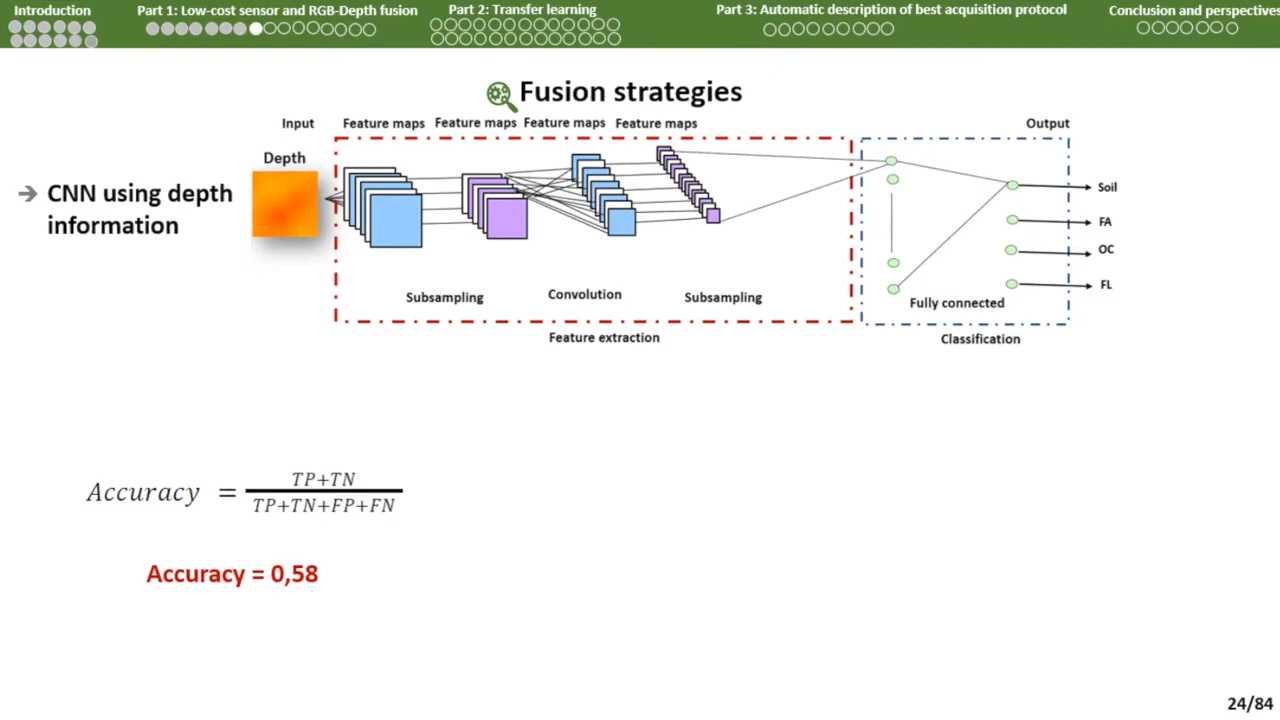 Introduction
Part 1: Low-cost sensor and RGB-Depth fusion
Part 2: Transfer learning
Part 3: Automatic description of best acquisition protocol
Conclusion and perspectives
Fusion strategies
Input
Feature maps
Feature maps
Feature maps
Feature maps
Output
Depth
CNN using depth
information
Soil
FA
OC
FL
Subsampling
Convolution
Subsampling
Fully connected
Feature extraction
Classification
Accuracy = TP+TN
TP+TN+FP+FN
Accuracy = 0,58
24/84